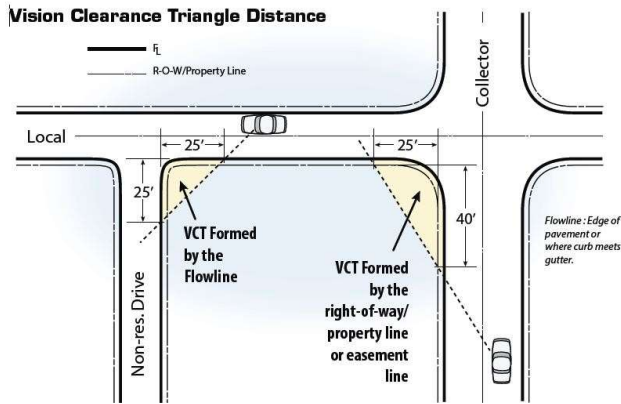 Vision Clearance Triangle Distance
FL
R-O-W/Property Line
Collector
Local
25'
25'
25'
40'
VCT Formed
by the
Flowline
VCT Formed
by the
right-of-way/
property line
or easement
line
Flowline : Edge of
pavement or
where curb meets
gutter.
Non-res. Drive